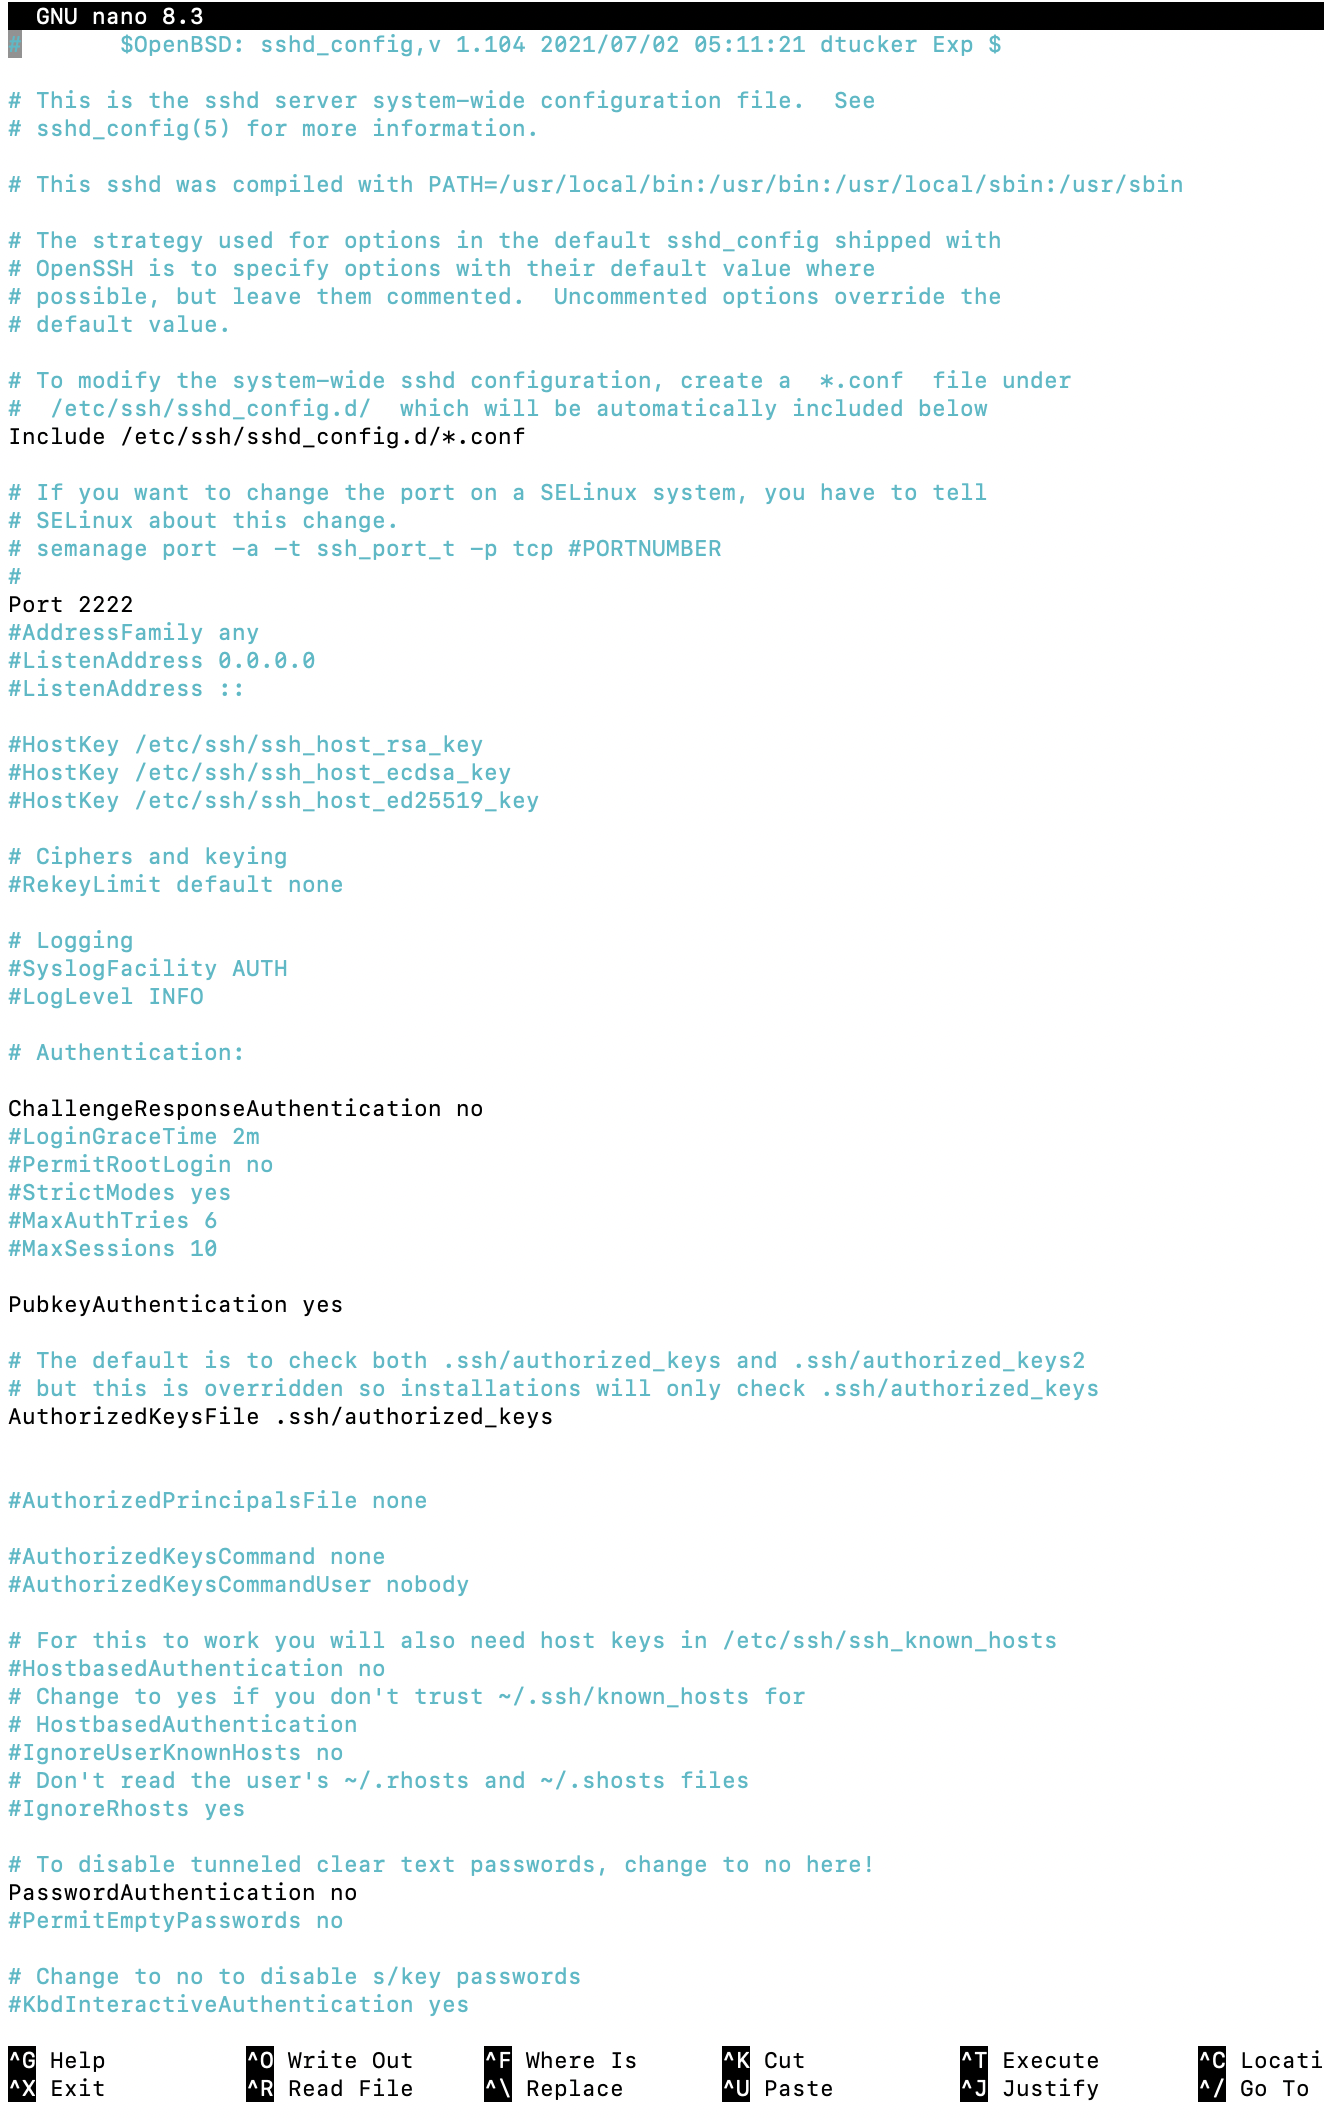 GNU nano 8.3
#       $OpenBSD: sshd_config,v 1.104 2021/07/02 05:11:21 dtucker Exp $
# This is the sshd server system-wide configuration file.  See
# sshd_config(5) for more information.
# This sshd was compiled with PATH=/usr/local/bin:/usr/bin:/usr/local/sbin:/usr/sbin
# The strategy used for options in the default sshd_config shipped with
# OpenSSH is to specify options with their default value where
# possible, but leave them commented.  Uncommented options override the
# default value.
# To modify the system-wide sshd configuration, create a  *.conf  file under
#  /etc/ssh/sshd_config.d/  which will be automatically included below
Include /etc/ssh/sshd_config.d/*.conf
# If you want to change the port on a SELinux system, you have to tell
# SELinux about this change.
# semanage port -a -t ssh_port_t -p tcp #PORTNUMBER
#
Port 2222
#AddressFamily any
#ListenAddress 0.0.0.0
#ListenAddress ::
#HostKey /etc/ssh/ssh_host_rsa_key
#HostKey /etc/ssh/ssh_host_ecdsa_key
#HostKey /etc/ssh/ssh_host_ed25519_key
# Ciphers and keying
#RekeyLimit default none
# Logging
#SyslogFacility AUTH
#LogLevel INFO
# Authentication:
ChallengeResponseAuthentication no
#LoginGraceTime 2m
#PermitRootLogin no
#StrictModes yes
#MaxAuthTries 6
#MaxSessions 10
PubkeyAuthentication yes
# The default is to check both .ssh/authorized_keys and .ssh/authorized_keys2
# but this is overridden so installations will only check .ssh/authorized_keys
AuthorizedKeysFile .ssh/authorized_keys
#AuthorizedPrincipalsFile none
#AuthorizedKeysCommand none
#AuthorizedKeysCommandUser nobody
# For this to work you will also need host keys in /etc/ssh/ssh_known_hosts
#HostbasedAuthentication no
# Change to yes if you don't trust ~/.ssh/known_hosts for
# HostbasedAuthentication
#IgnoreUserKnownHosts no
# Don't read the user's ~/.rhosts and ~/.shosts files
#IgnoreRhosts yes
# To disable tunneled clear text passwords, change to no here!
PasswordAuthentication no
#PermitEmptyPasswords no
# Change to no to disable s/key passwords
#KbdInteractiveAuthentication yes
^G Help ^O Write Out ^F Where Is ^K Cut ^T Execute ^C Locati
^X Exit ^R Read File ^\ Replace ^U Paste ^J Justify ^/ Go To